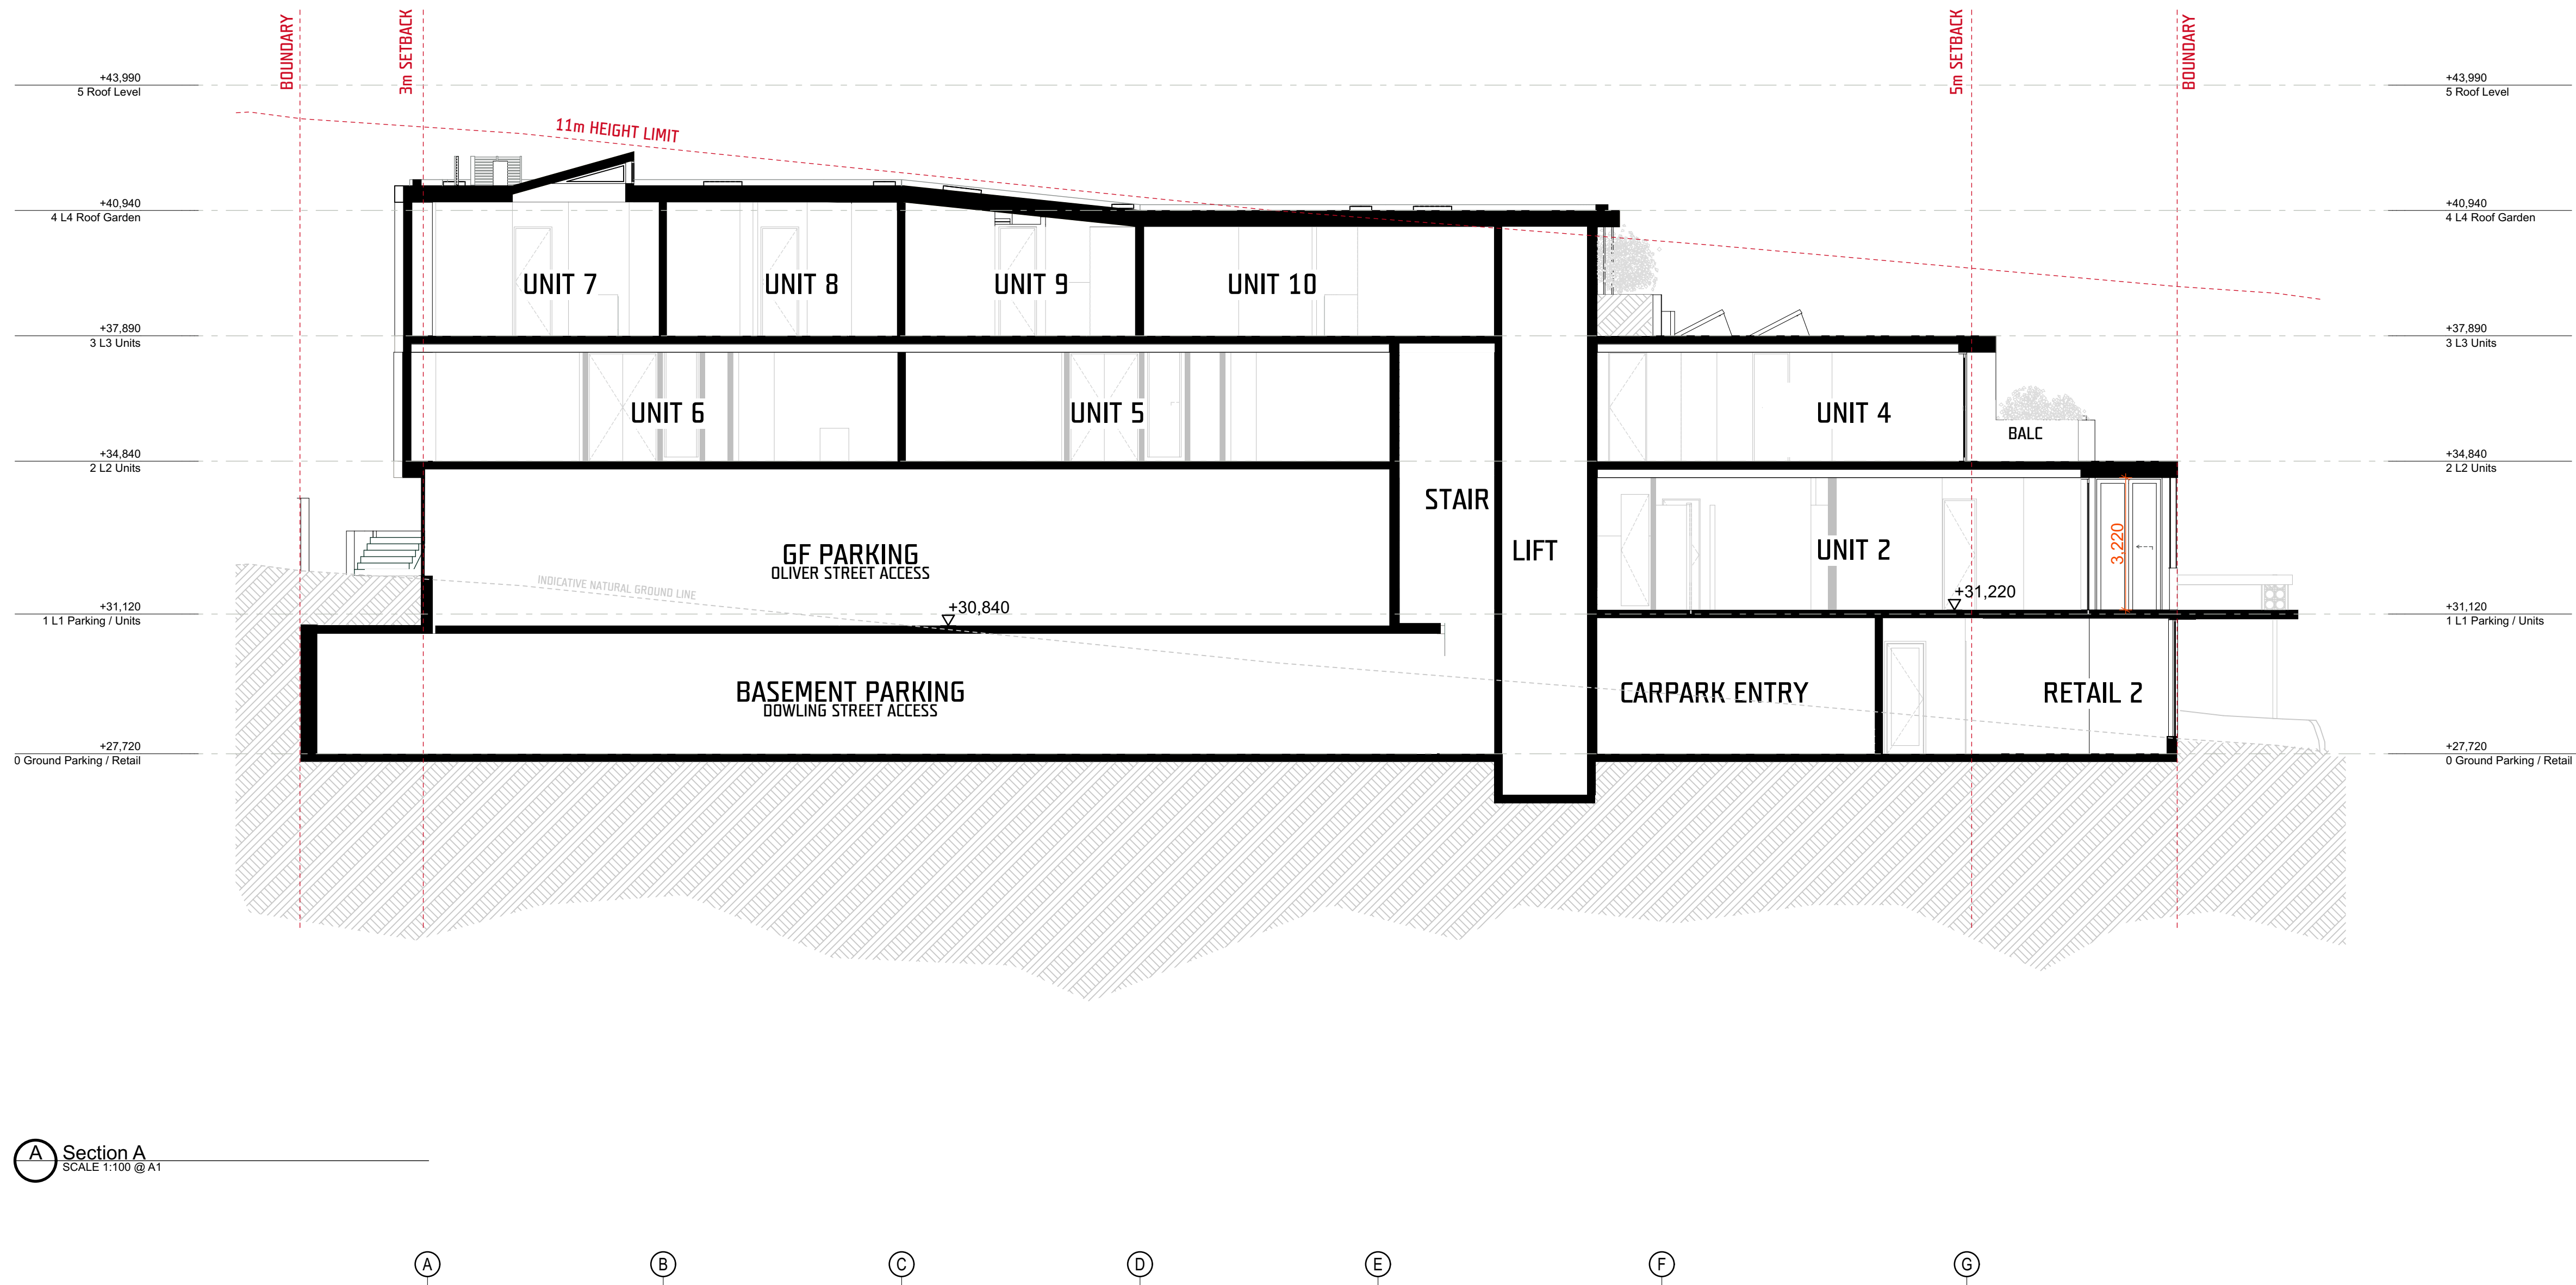 BOUNDARY
3m SETBACK
5m SETBACK
BOUNDARY
+43,990
5 Roof Level
+43,990
5 Roof Level
11m HEIGHT LIMIT
+40,940
4 L4 Roof Garden
+40,940
4 L4 Roof Garden
UNIT 7
UNIT 8
UNIT 9
UNIT 10
+37,890
3 L3 Units
+37,890
3 L3 Units
UNIT 6
UNIT 5
UNIT 4
BALC
+34,840
2 L2 Units
+34,840
2 L2 Units
STAIR
LIFT
GF PARKING
OLIVER STREET ACCESS
UNIT 2
3,220
INDICATIVE NATURAL GROUND LINE
+31,220
+30,840
+31,120
1 L1 Parking / Units
+31,120
1 L1 Parking / Units
BASEMENT PARKING
DOWLING STREET ACCESS
CARPARK ENTRY
RETAIL 2
+27,720
0 Ground Parking / Retail
+27,720
0 Ground Parking / Retail
A
Section A
SCALE 1:100 @ A1
A
B
C
D
E
F
G